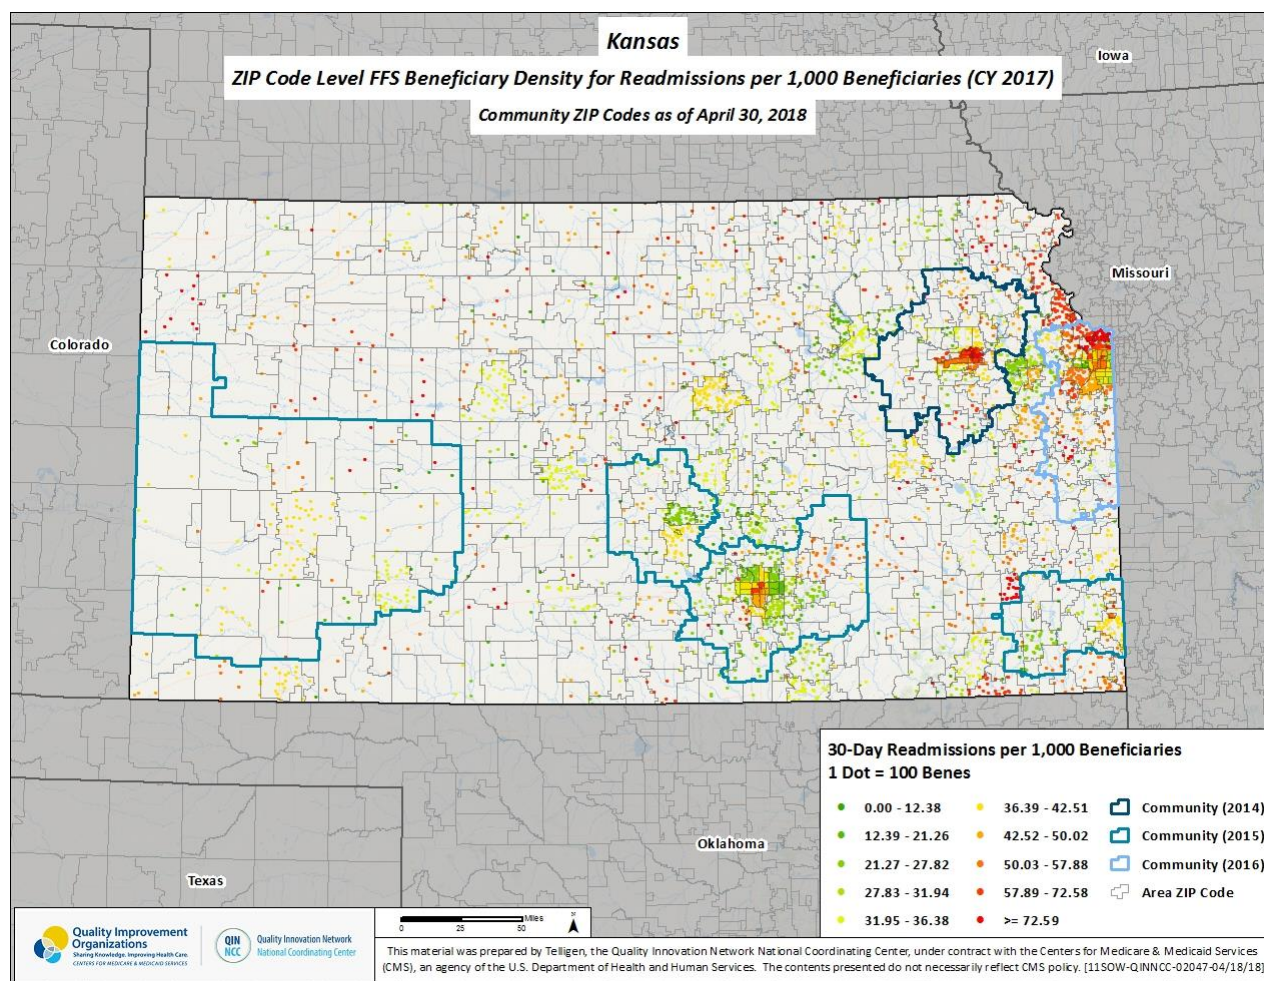 Kansas
ZIP Code Level FFS Beneficiary Density for Readmissions per 1,000 Beneficiaries (CY 2017)
Community ZIP Codes as of April 30, 2018
Iowa
Missouri
Colorado
Oklahoma
Texas
30-Day Readmissions per 1,000 Beneficiaries
1 Dot = 100 Benes
0.00 - 12.38
12.39 - 21.26
21.27 - 27.82
27.83 - 31.94
31.95 - 36.38
36.39 - 42.51
42.52 - 50.02
50.03 - 57.88
57.89 - 72.58
>= 72.59
Community (2014)
Community (2015)
Community (2016)
Area ZIP Code
Quality Improvement
Organizations
Sharing Knowledge. Improving Health Care.
CENTERS FOR MEDICARE & MEDICAID SERVICES
QIN
NCC
Quality Innovation Network
National Coordinating Center
Miles
0 25 50
This material was prepared by Telligen, the Quality Innovation Network National Coordinating Center, under contract with the Centers for Medicare & Medicaid Services
(CMS), an agency of the U.S. Department of Health and Human Services. The contents presented do not necessarily reflect CMS policy. [11SOW-QINNCC-02047-04/18/18]